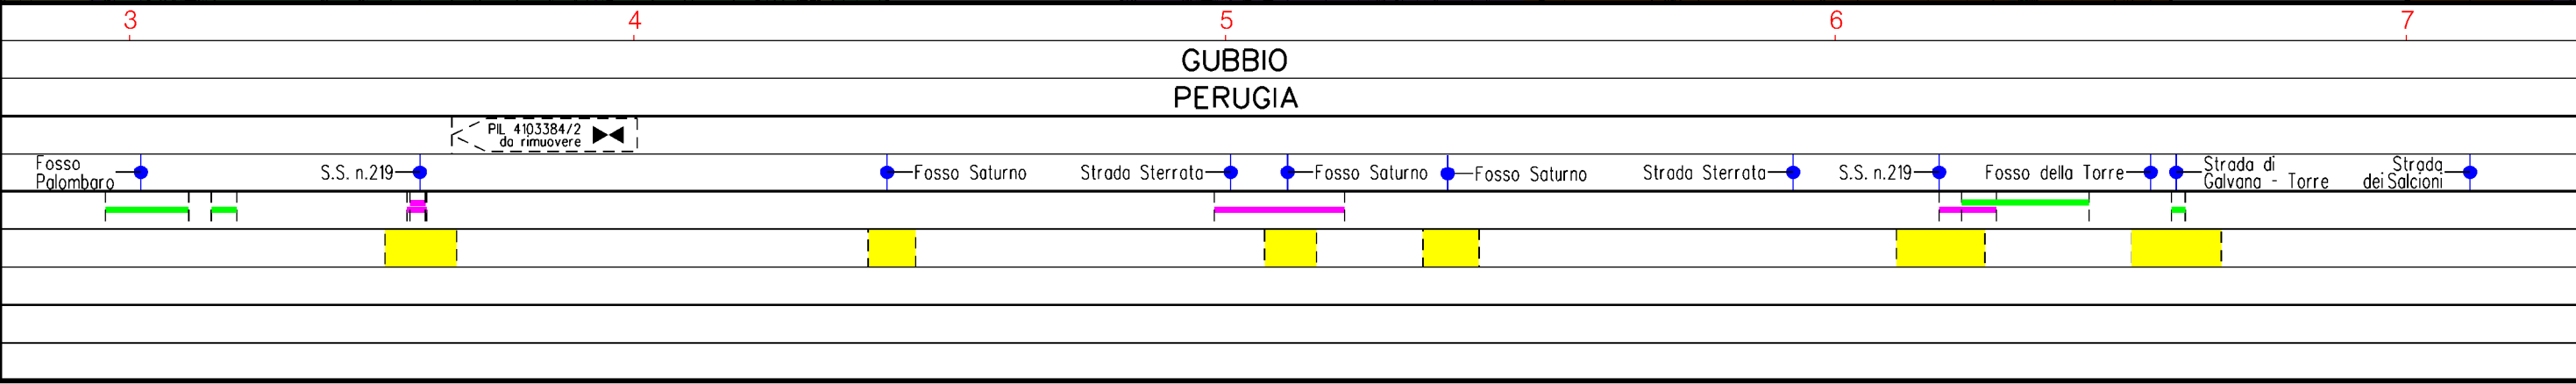 3 4 5 6 7
GUBBIO
PERUGIA
PIL 4103384/2
da rimuovere
Fosso
Palombaro
S.S. n.219
Fosso Saturno
Strada Sterrata
Fosso Saturno
Fosso Saturno
Strada Sterrata
S.S. n.219
Fosso della Torre
Strada di
Galvana - Torre
Strada
dei Salcioni